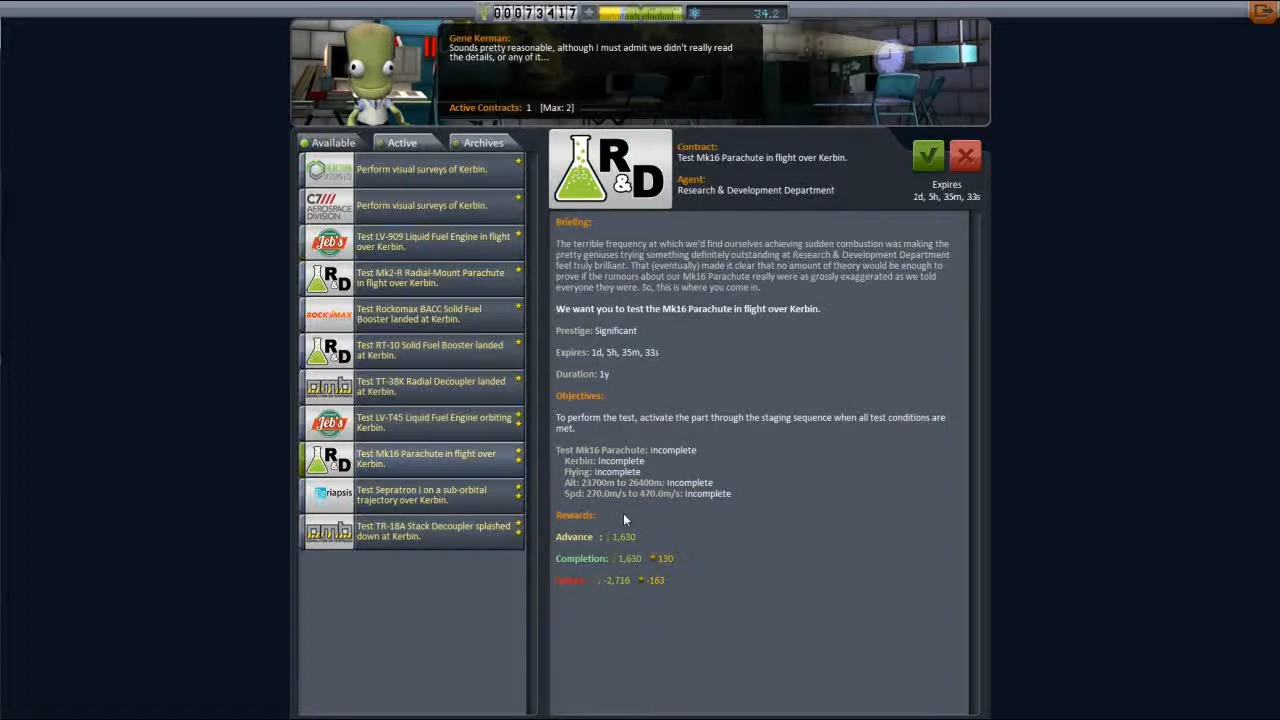 00073417
34.2
Gene Kerman:
Sounds pretty reasonable, although I must admit we didn't really read
the details, or any of it...
Active Contracts: 1 [Max: 2]
Available
Active
Archives
Perform visual surveys of Kerbin.
C7///
AEROSPACE
DIVISION
Perform visual surveys of Kerbin.
Jeb's
Test LV-909 Liquid Fuel Engine in flight
over Kerbin.
R&D
Test Mk2-R Radial-Mount Parachute
in flight over Kerbin.
ROCKOMAX
Test Rockomax BACC Solid Fuel
Booster landed at Kerbin.
R&D
Test RT-10 Solid Fuel Booster landed
at Kerbin.
Test TT-38K Radial Decoupler landed
at Kerbin.
Jeb's
Test LV-T45 Liquid Fuel Engine orbiting
Kerbin.
R&D
Test Mk16 Parachute in flight over
Kerbin.
Periapsis
Test Sepratron I on a sub-orbital
trajectory over Kerbin.
Test TR-18A Stack Decoupler splashed
down at Kerbin.
R&D
Contract:
Test Mk16 Parachute in flight over Kerbin.
Agent:
Research & Development Department
Expires
1d, 5h, 35m, 33s
Briefing:
The terrible frequency at which we'd find ourselves achieving sudden combustion was making the
pretty geniuses trying something definitely outstanding at Research & Development Department
feel truly brilliant. That (eventually) made it clear that no amount of theory would be enough to
prove if the rumours about our Mk16 Parachute really were as grossly exaggerated as we told
everyone they were. So, this is where you come in.
We want you to test the Mk16 Parachute in flight over Kerbin.
Prestige: Significant
Expires: 1d, 5h, 35m, 33s
Duration: 1y
Objectives:
To perform the test, activate the part through the staging sequence when all test conditions are
met.
Test Mk16 Parachute: Incomplete
Kerbin: Incomplete
Flying: Incomplete
Alt: 23700m to 26400m: Incomplete
Spd: 270.0m/s to 470.0m/s: Incomplete
Rewards:
Advance : 1,630
Completion: 1,630 130
Failure: -2,716 -163